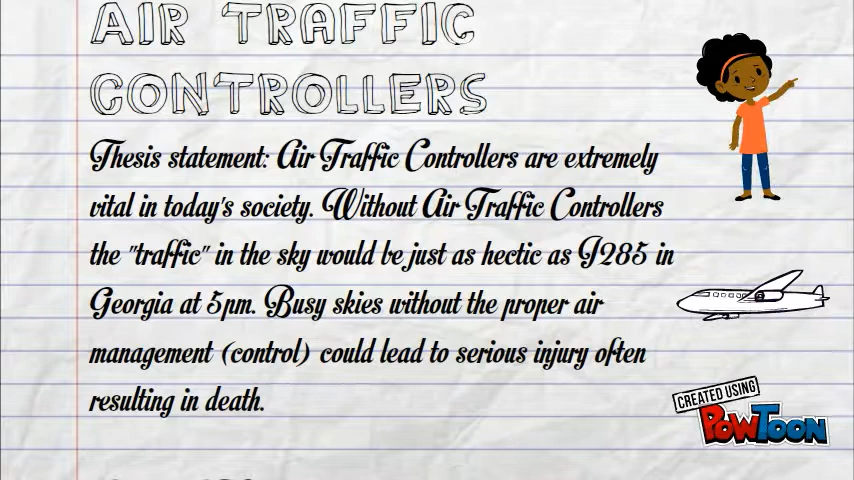 AIR TRAFFIC
CONTROLLERS
Thesis statement: Air Traffic Controllers are extremely
vital in today's society. Without Air Traffic Controllers
the "traffic" in the sky would be just as hectic as I285 in
Georgia at 5pm. Busy skies without the proper air
management (control) could lead to serious injury often
resulting in death.
CREATED USING
POWTOON